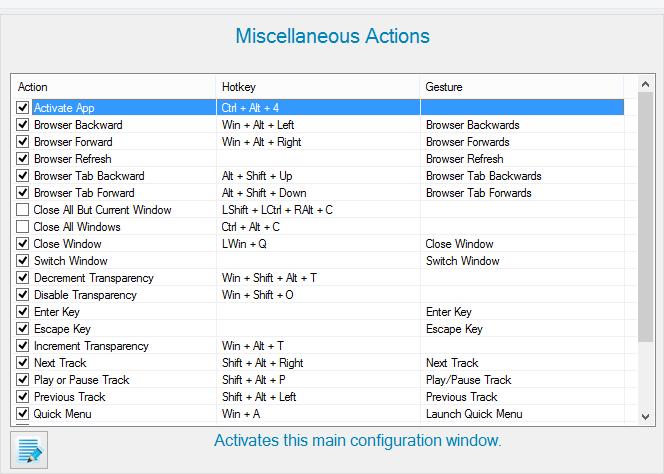 Miscellaneous Actions
Action Hotkey Gesture
Activate App Ctrl + Alt + 4
Browser Backward Win + Alt + Left Browser Backwards
Browser Forward Win + Alt + Right Browser Forwards
Browser Refresh Browser Refresh
Browser Tab Backward Alt + Shift + Up Browser Tab Backwards
Browser Tab Forward Alt + Shift + Down Browser Tab Forwards
Close All But Current Window LShift + LCtrl + RAlt + C
Close All Windows Ctrl + Alt + C
Close Window LWin + Q Close Window
Switch Window Switch Window
Decrement Transparency Win + Shift + Alt + T
Disable Transparency Win + Shift + O
Enter Key Enter Key
Escape Key Escape Key
Increment Transparency Win + Alt + T
Next Track Shift + Alt + Right Next Track
Play or Pause Track Shift + Alt + P Play/Pause Track
Previous Track Shift + Alt + Left Previous Track
Quick Menu Win + A Launch Quick Menu
Activates this main configuration window.